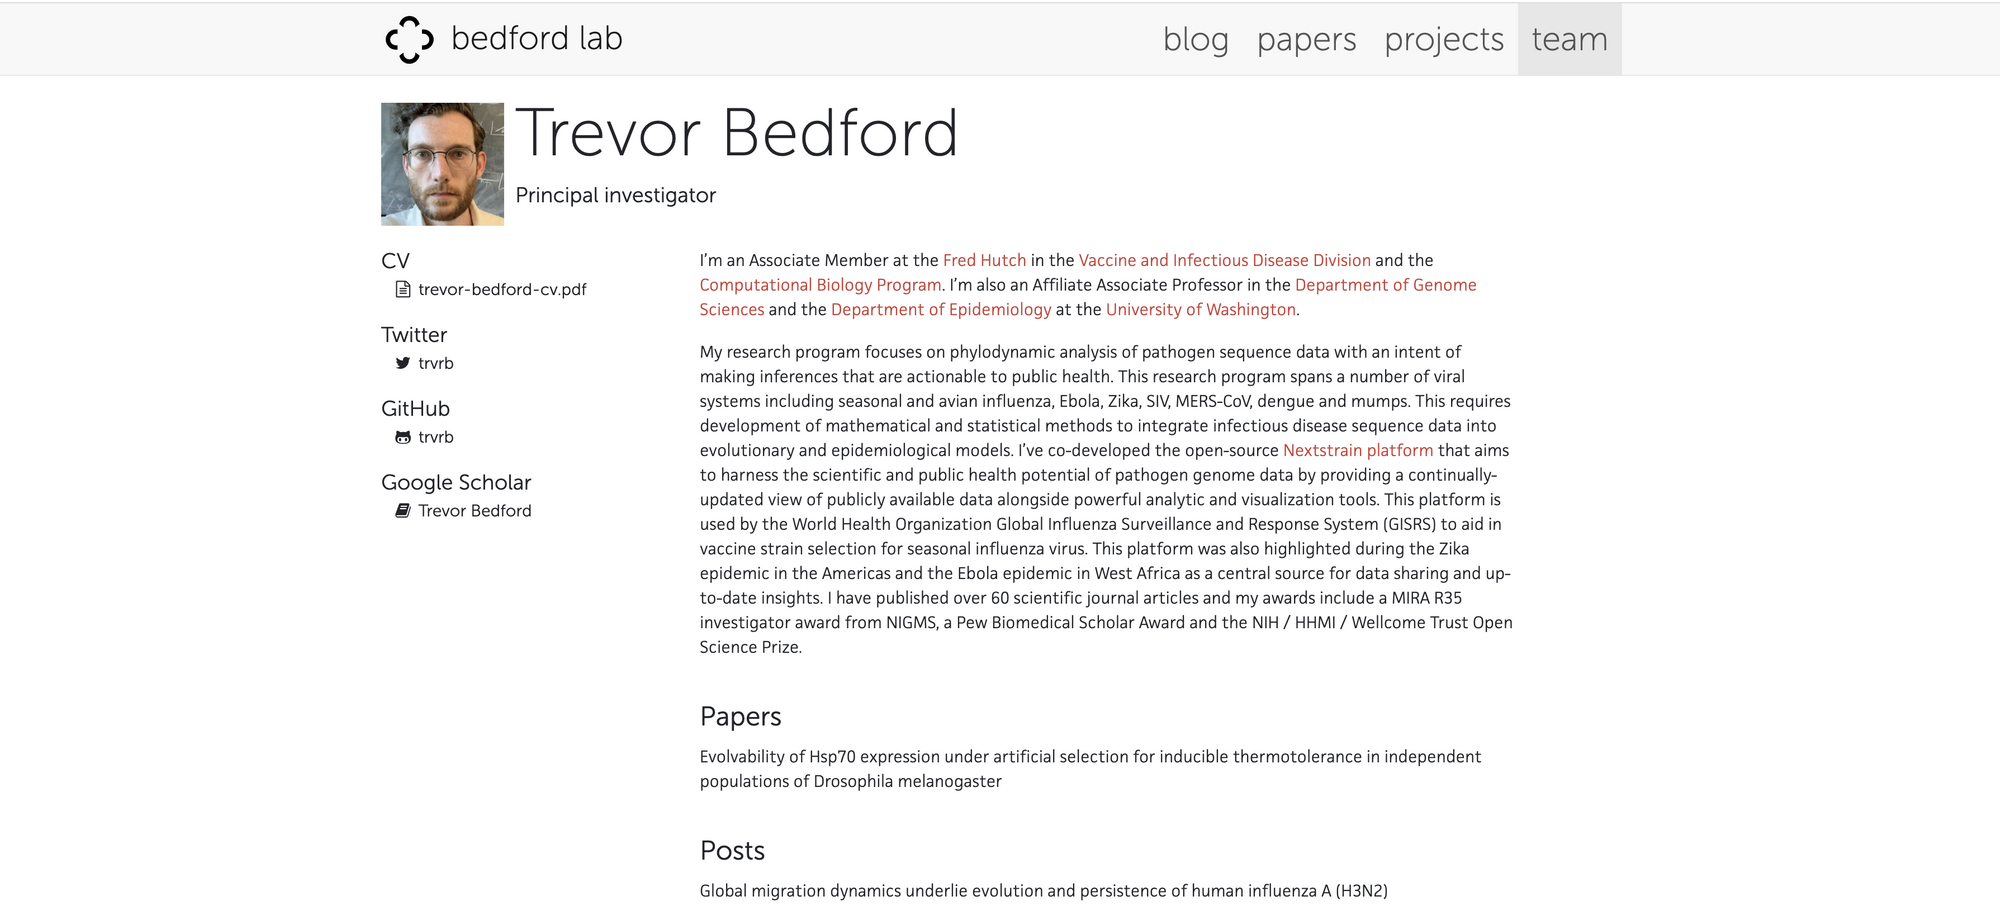 bedford lab
blog papers projects team
Trevor Bedford
Principal investigator
CV
trevor-bedford-cv.pdf
Twitter
trvrb
GitHub
trvrb
Google Scholar
Trevor Bedford
I'm an Associate Member at the Fred Hutch in the Vaccine and Infectious Disease Division and the
Computational Biology Program. I'm also an Affiliate Associate Professor in the Department of Genome
Sciences and the Department of Epidemiology at the University of Washington.
My research program focuses on phylodynamic analysis of pathogen sequence data with an intent of
making inferences that are actionable to public health. This research program spans a number of viral
systems including seasonal and avian influenza, Ebola, Zika, SIV, MERS-CoV, dengue and mumps. This requires
development of mathematical and statistical methods to integrate infectious disease sequence data into
evolutionary and epidemiological models. I've co-developed the open-source Nextstrain platform that aims
to harness the scientific and public health potential of pathogen genome data by providing a continually-
updated view of publicly available data alongside powerful analytic and visualization tools. This platform is
used by the World Health Organization Global Influenza Surveillance and Response System (GISRS) to aid in
vaccine strain selection for seasonal influenza virus. This platform was also highlighted during the Zika
epidemic in the Americas and the Ebola epidemic in West Africa as a central source for data sharing and up-
to-date insights. I have published over 60 scientific journal articles and my awards include a MIRA R35
investigator award from NIGMS, a Pew Biomedical Scholar Award and the NIH / HHMI / Wellcome Trust Open
Science Prize.
Papers
Evolvability of Hsp70 expression under artificial selection for inducible thermotolerance in independent
populations of Drosophila melanogaster
Posts
Global migration dynamics underlie evolution and persistence of human influenza A (H3N2)